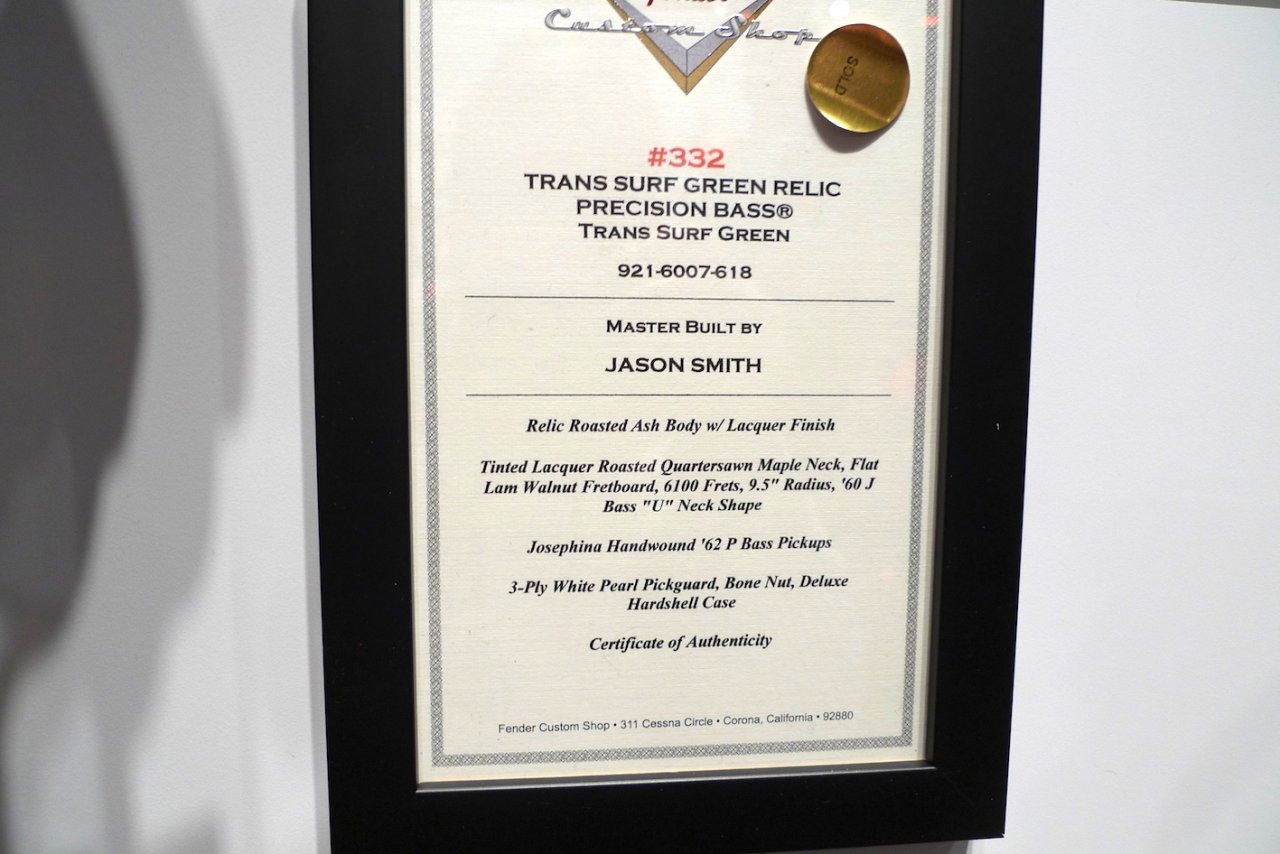 Custom Shop
SOLD
#332
TRANS SURF GREEN RELIC
PRECISION BASS®
TRANS SURF GREEN
921-6007-618
MASTER BUILT BY
JASON SMITH
Relic Roasted Ash Body w/ Lacquer Finish
Tinted Lacquer Roasted Quartersawn Maple Neck, Flat
Lam Walnut Fretboard, 6100 Frets, 9.5" Radius, '60 J
Bass "U" Neck Shape
Josephina Handwound '62 P Bass Pickups
3-Ply White Pearl Pickguard, Bone Nut, Deluxe
Hardshell Case
Certificate of Authenticity
Fender Custom Shop • 311 Cessna Circle • Corona, California • 92880